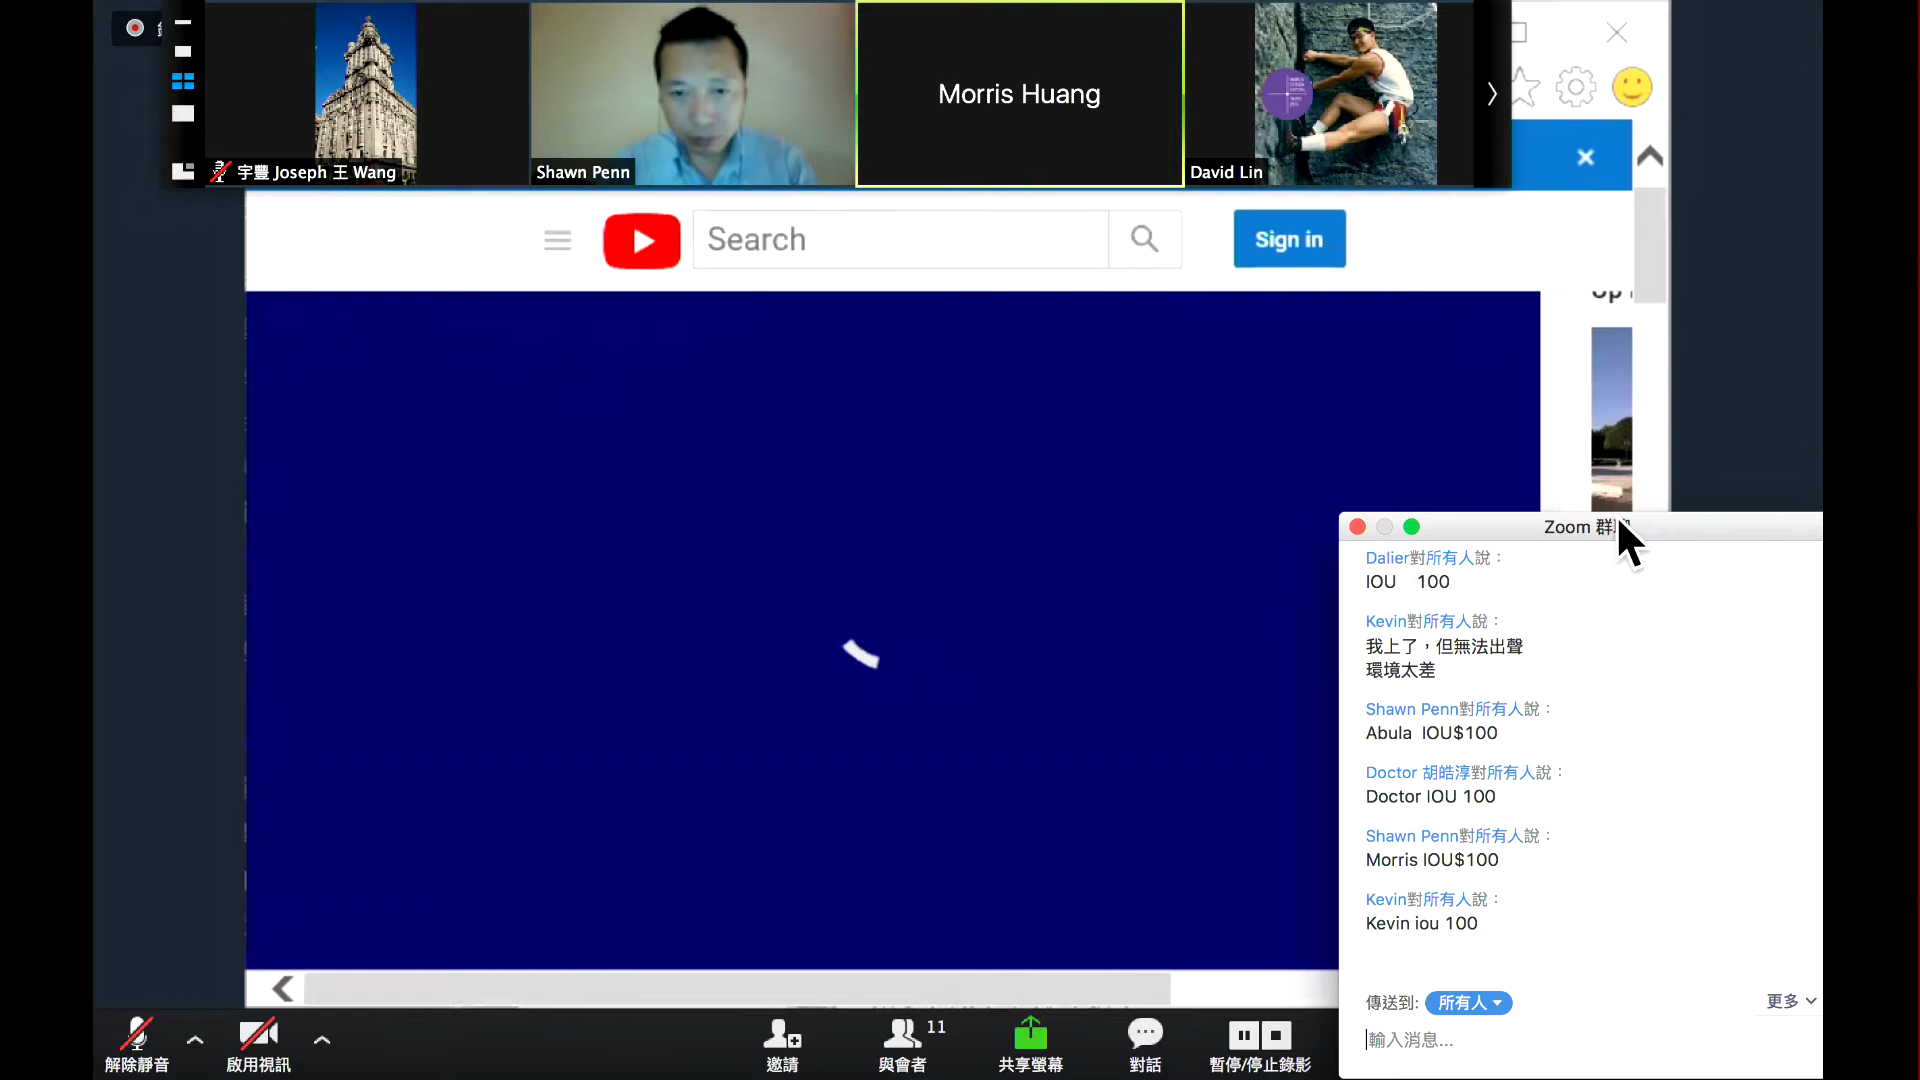 宇豐 Joseph 王 Wang
Shawn Penn
Morris Huang
David Lin
Search
Sign in
Zoom 群
Dalier對所有人說：
IOU 100
Kevin對所有人說：
我上了，但無法出聲
環境太差
Shawn Penn對所有人說：
Abula IOU$100
Doctor 胡皓淳對所有人說：
Doctor IOU 100
Shawn Penn對所有人說：
Morris IOU$100
Kevin對所有人說：
Kevin iou 100
傳送到: 所有人
更多
輸入消息...
解除靜音
啟用視訊
邀請
11
與會者
共享螢幕
對話
暫停/停止錄影